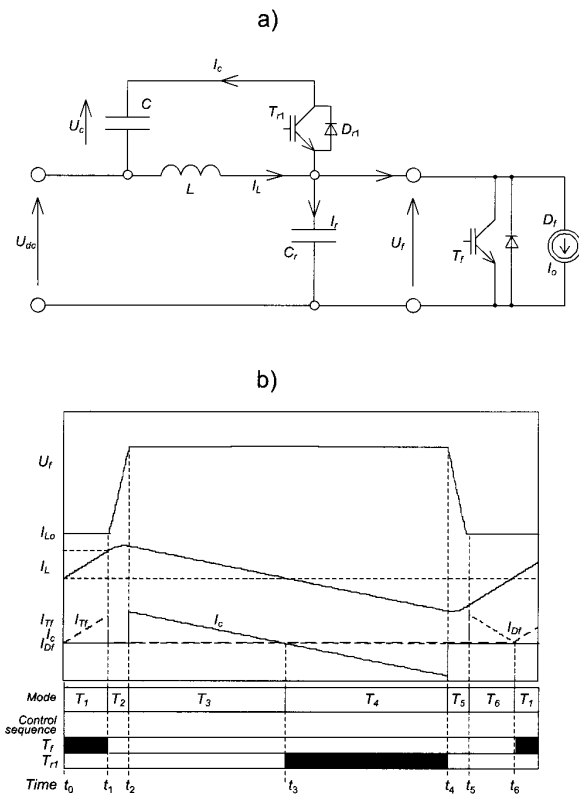 a)
I_c
C
U_c
T_r1
D_r1
L
I_L
I_r
C_r
U_dc
U_f
T_f
D_f
I_o
b)
U_f
I_Lo
I_L
I_Tf
I_Tf
I_c
I_c
I_Df
I_Df
Mode T_1 T_2 T_3 T_4 T_5 T_6 T_1
Control
sequence
T_f
T_r1
Time t_0 t_1 t_2 t_3 t_4 t_5 t_6